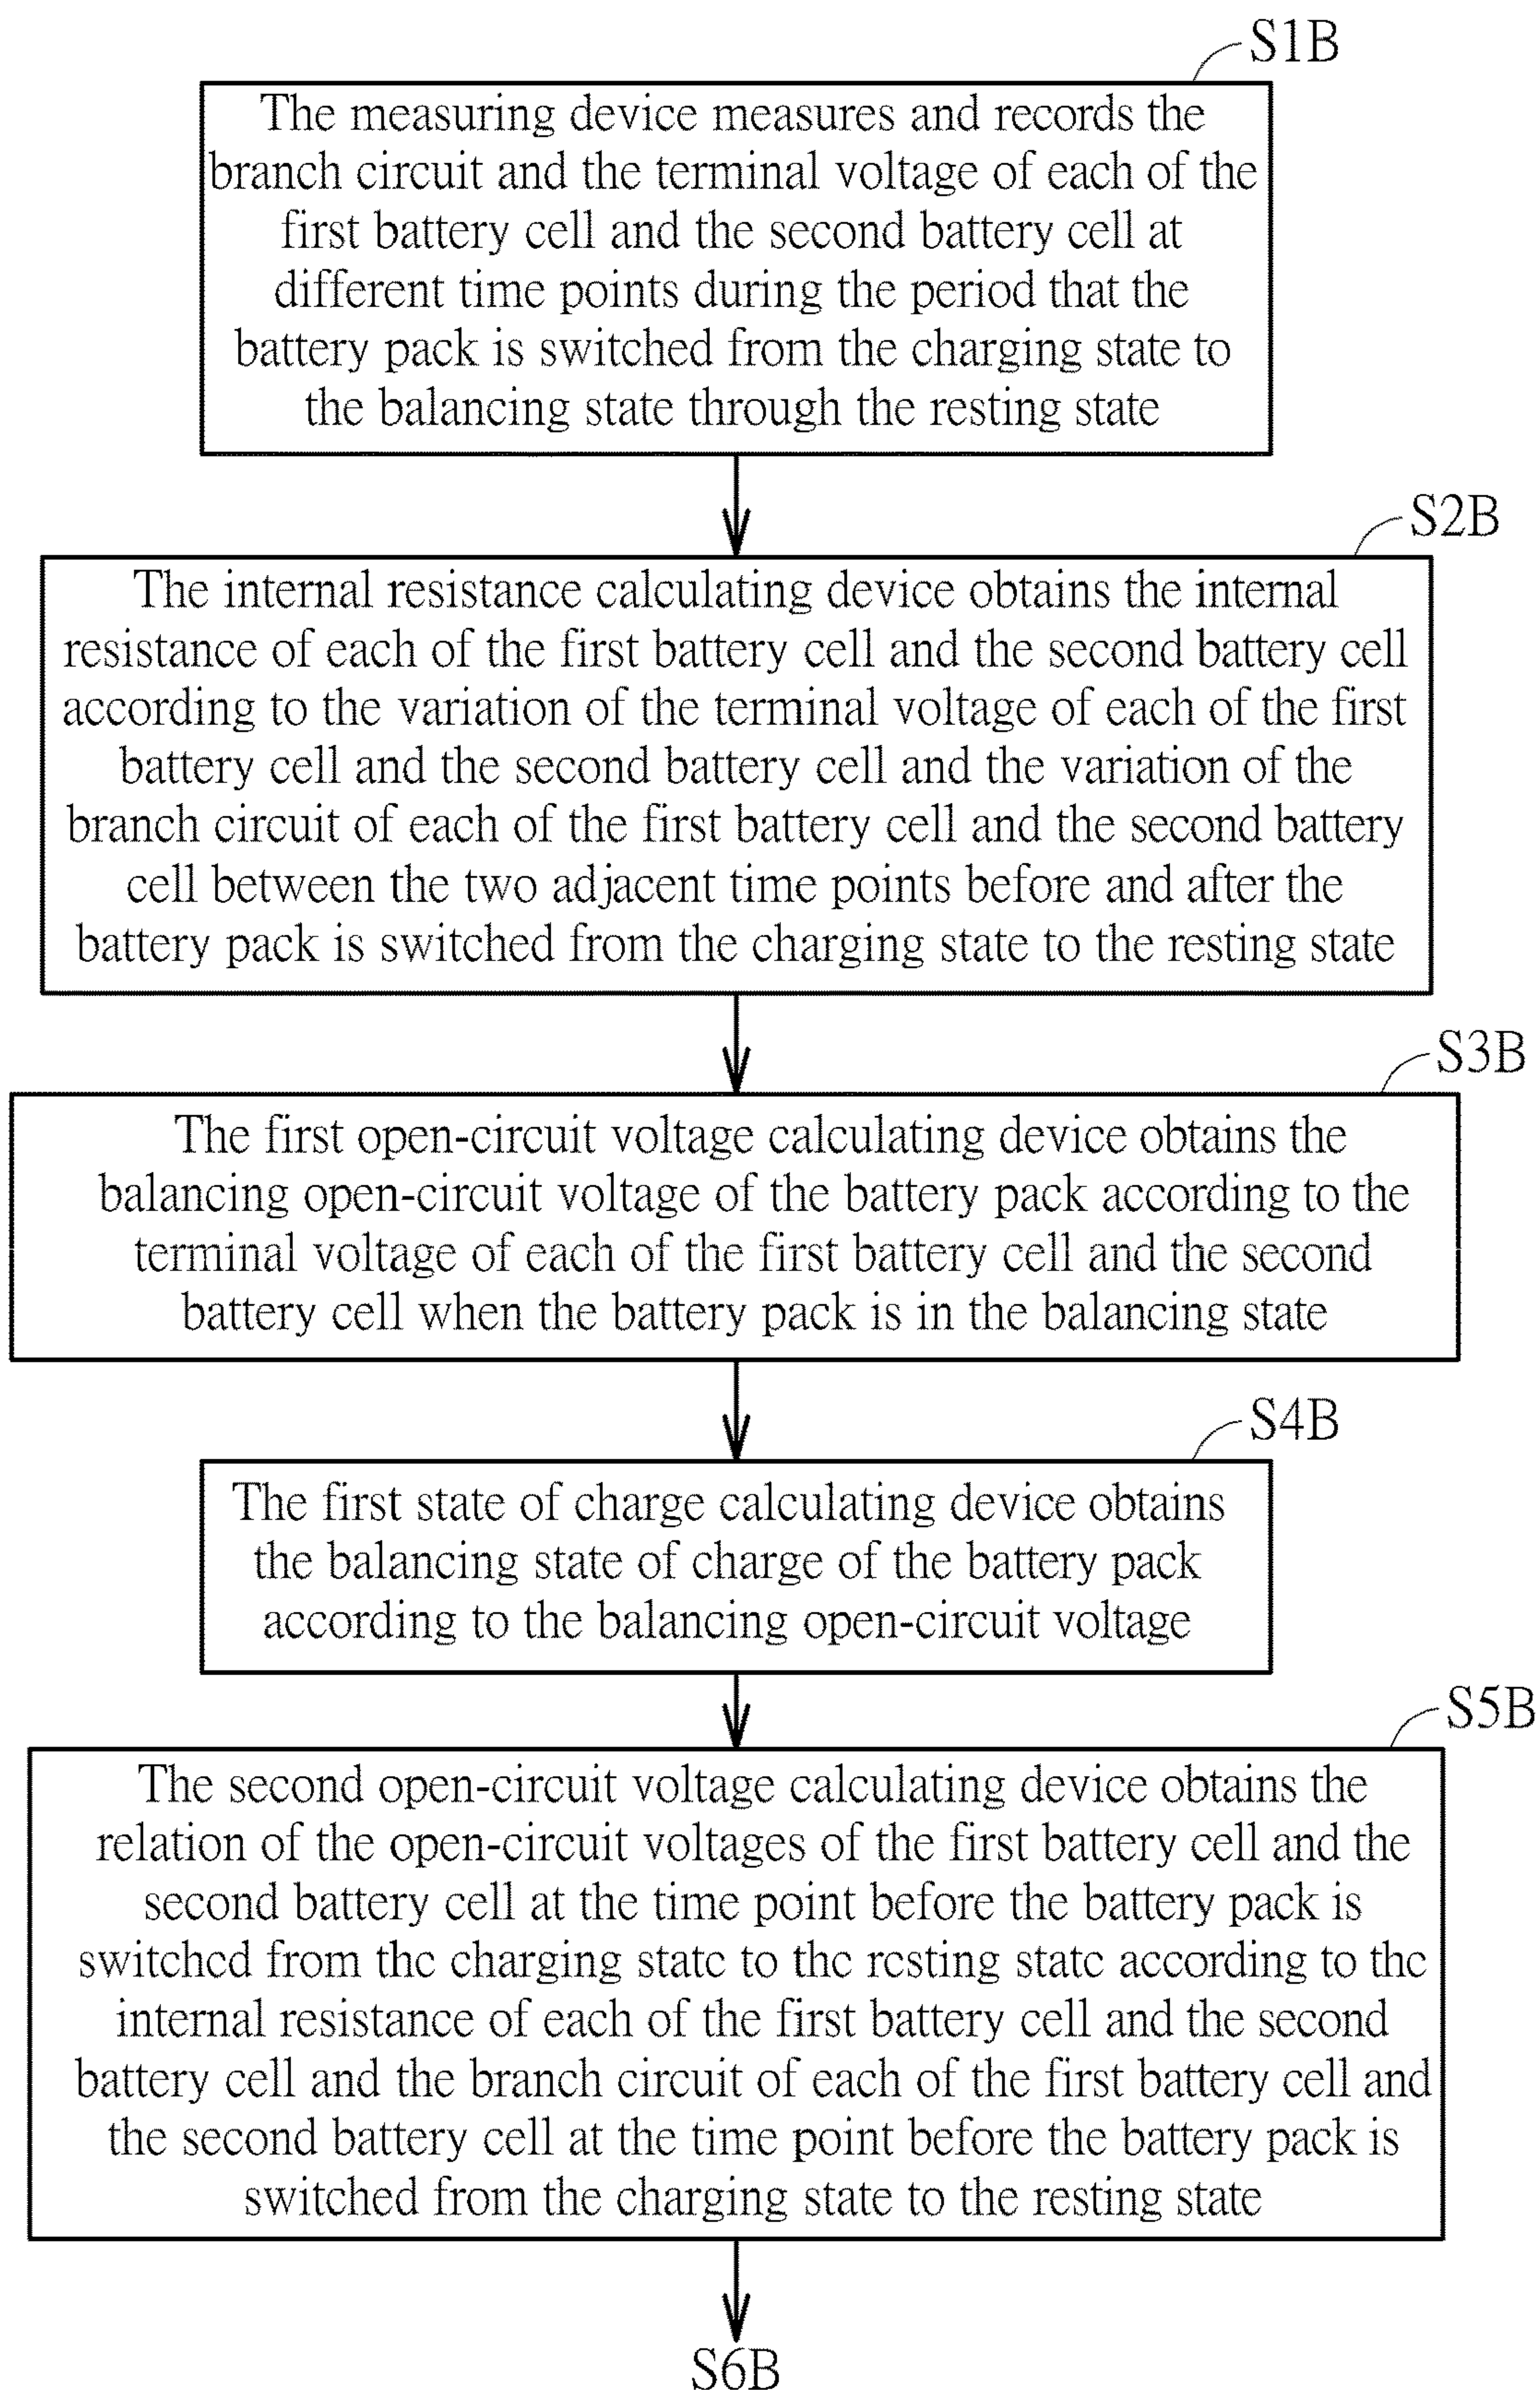 S1B
The measuring device measures and records the
branch circuit and the terminal voltage of each of the
first battery cell and the second battery cell at
different time points during the period that the
battery pack is switched from the charging state to
the balancing state through the resting state
S2B
The internal resistance calculating device obtains the internal
resistance of each of the first battery cell and the second battery cell
according to the variation of the terminal voltage of each of the first
battery cell and the second battery cell and the variation of the
branch circuit of each of the first battery cell and the second battery
cell between the two adjacent time points before and after the
battery pack is switched from the charging state to the resting state
S3B
The first open-circuit voltage calculating device obtains the
balancing open-circuit voltage of the battery pack according to the
terminal voltage of each of the first battery cell and the second
battery cell when the battery pack is in the balancing state
S4B
The first state of charge calculating device obtains
the balancing state of charge of the battery pack
according to the balancing open-circuit voltage
S5B
The second open-circuit voltage calculating device obtains the
relation of the open-circuit voltages of the first battery cell and the
second battery cell at the time point before the battery pack is
switched from the charging state to the resting state according to the
internal resistance of each of the first battery cell and the second
battery cell and the branch circuit of each of the first battery cell and
the second battery cell at the time point before the battery pack is
switched from the charging state to the resting state
S6B